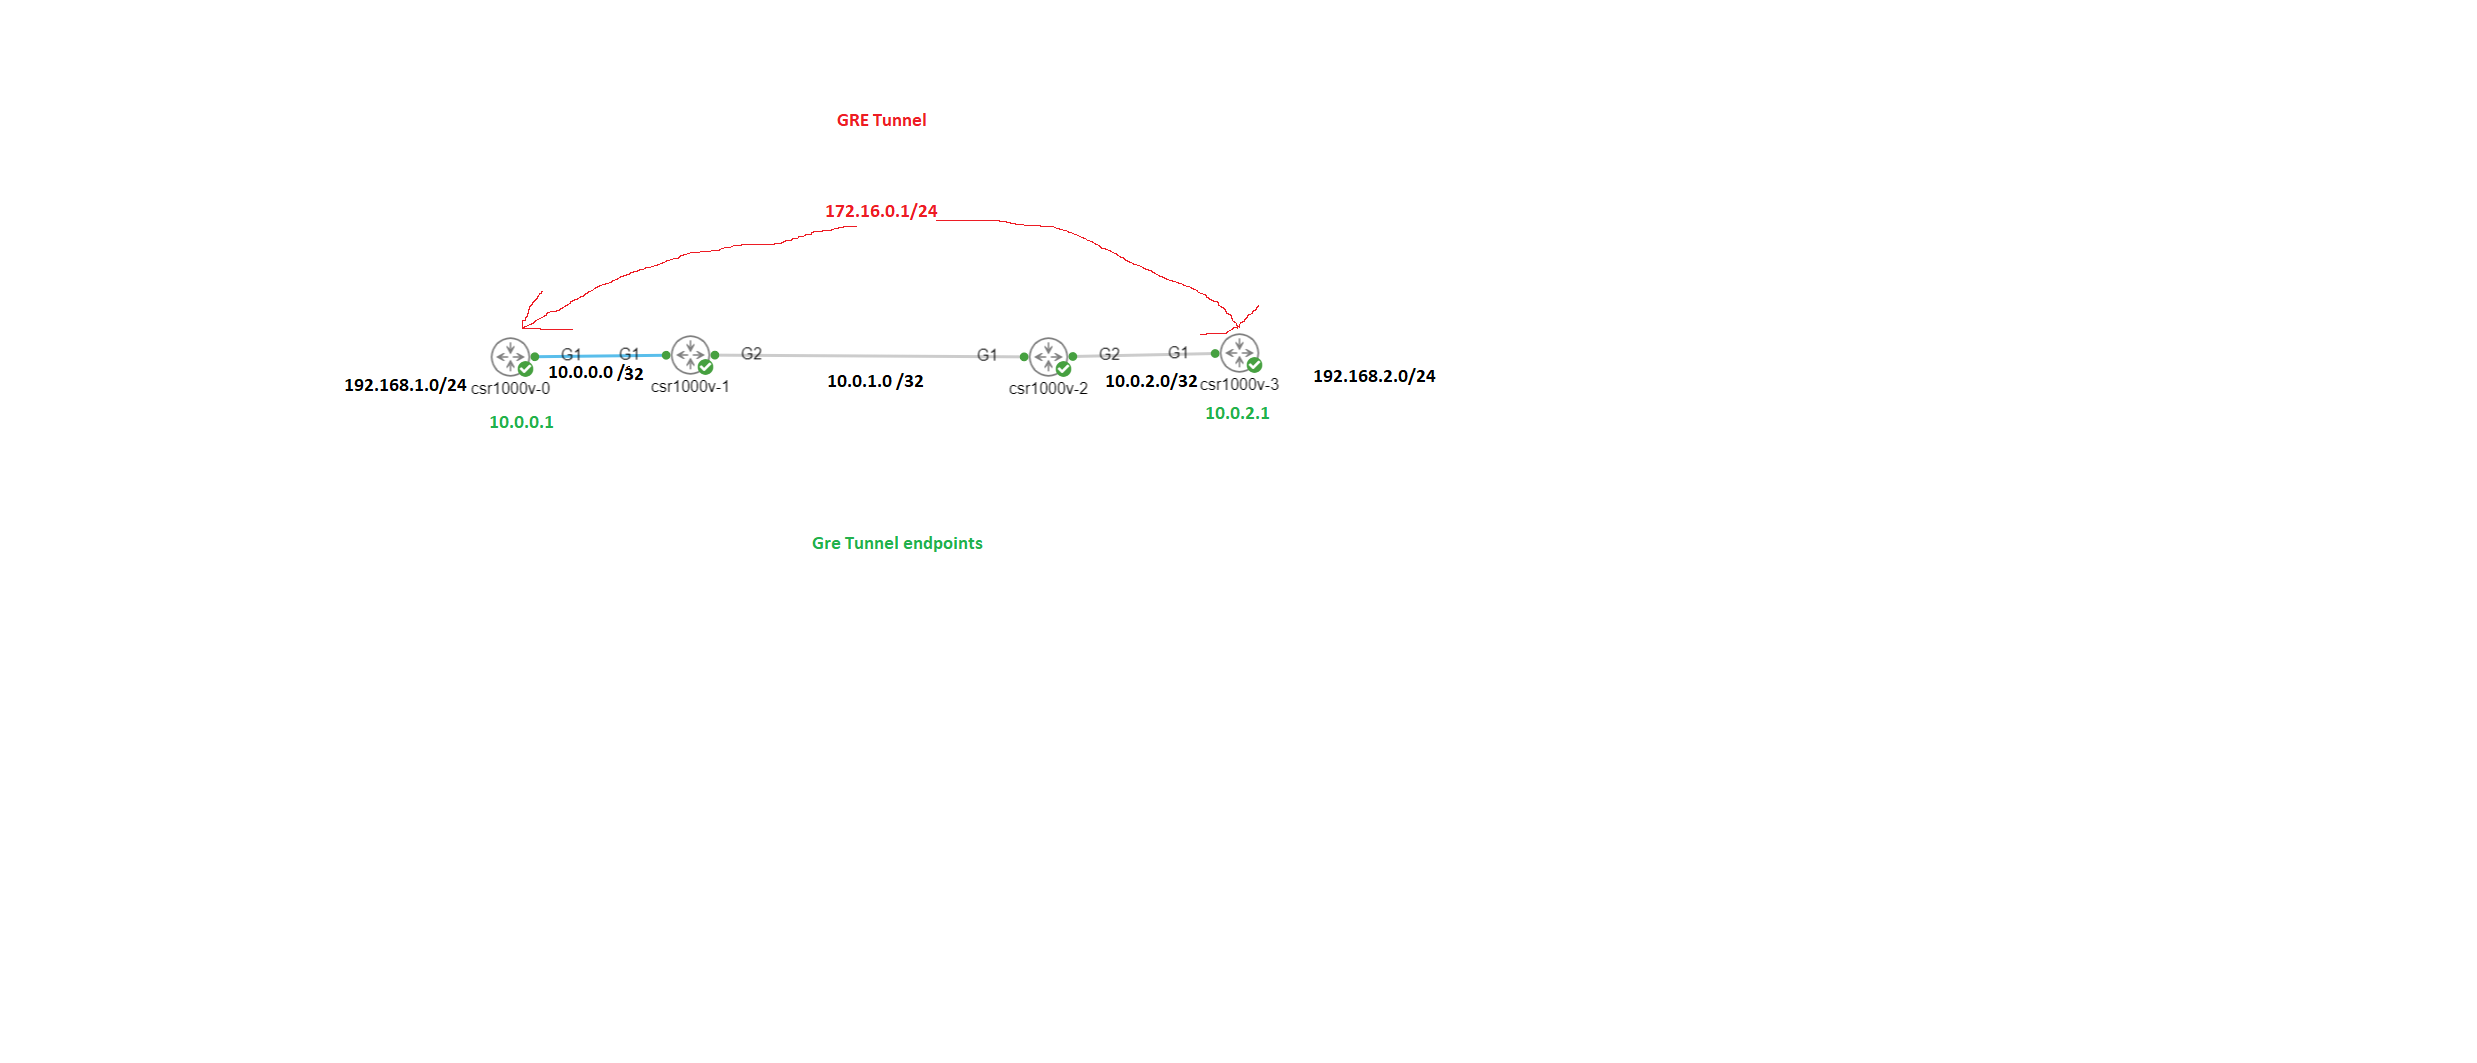 GRE Tunnel
172.16.0.1/24
G1 G1 G2 G1 G2 G1
192.168.1.0/24 csr1000v-0 10.0.0.0 /32 csr1000v-1 10.0.1.0 /32 csr1000v-2 10.0.2.0/32 csr1000v-3 192.168.2.0/24
10.0.0.1 10.0.2.1
Gre Tunnel endpoints